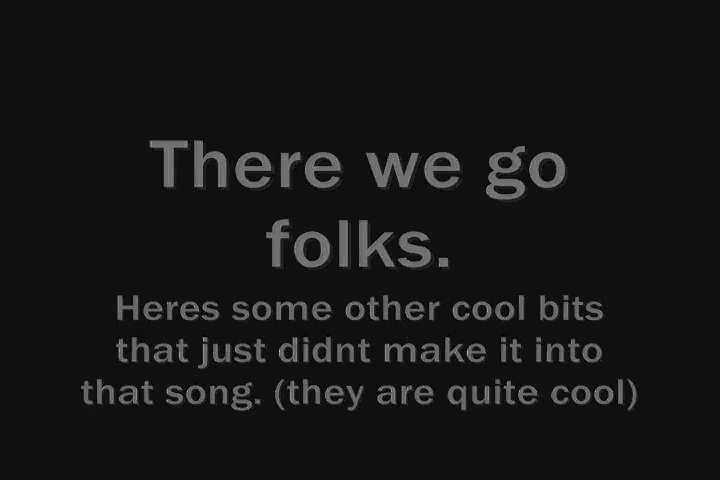 There we go
folks.
Heres some other cool bits
that just didnt make it into
that song. (they are quite cool)